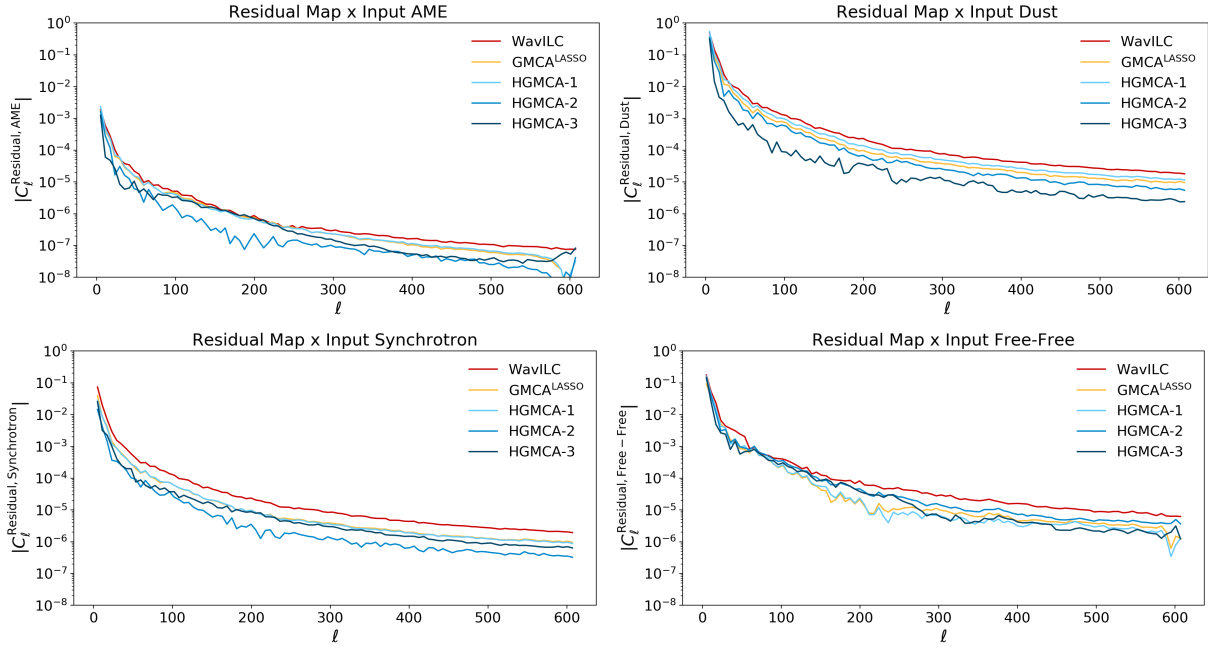 Residual Map x Input AME
|C_ℓ^Residual, AME|
10^0
10^-1
10^-2
10^-3
10^-4
10^-5
10^-6
10^-7
10^-8
WavILC
GMCA^LASSO
HGMCA-1
HGMCA-2
HGMCA-3
0 100 200 300 400 500 600
ℓ
Residual Map x Input Dust
|C_ℓ^Residual, Dust|
10^0
10^-1
10^-2
10^-3
10^-4
10^-5
10^-6
10^-7
10^-8
WavILC
GMCA^LASSO
HGMCA-1
HGMCA-2
HGMCA-3
0 100 200 300 400 500 600
ℓ
Residual Map x Input Synchrotron
|C_ℓ^Residual, Synchrotron|
10^0
10^-1
10^-2
10^-3
10^-4
10^-5
10^-6
10^-7
10^-8
WavILC
GMCA^LASSO
HGMCA-1
HGMCA-2
HGMCA-3
0 100 200 300 400 500 600
ℓ
Residual Map x Input Free-Free
|C_ℓ^Residual, Free − Free|
10^0
10^-1
10^-2
10^-3
10^-4
10^-5
10^-6
10^-7
10^-8
WavILC
GMCA^LASSO
HGMCA-1
HGMCA-2
HGMCA-3
0 100 200 300 400 500 600
ℓ